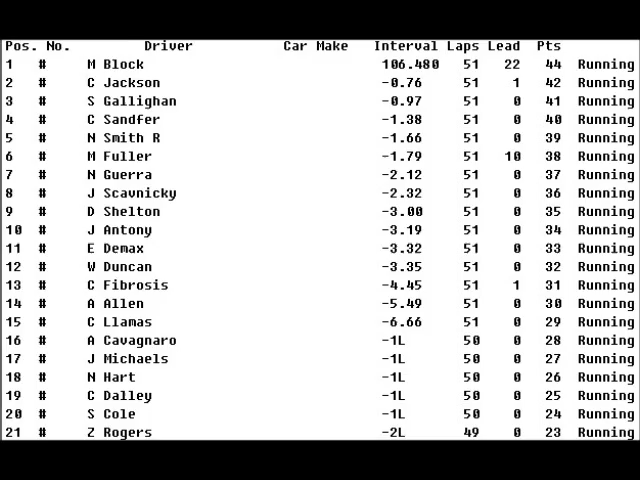 Pos. No. Driver Car Make Interval Laps Lead Pts
1 # M Block 106.480 51 22 44 Running
2 # C Jackson -0.76 51 1 42 Running
3 # S Gallighan -0.97 51 0 41 Running
4 # C Sandfer -1.38 51 0 40 Running
5 # N Smith R -1.66 51 0 39 Running
6 # M Fuller -1.79 51 10 38 Running
7 # N Guerra -2.12 51 0 37 Running
8 # J Scavnicky -2.32 51 0 36 Running
9 # D Shelton -3.00 51 0 35 Running
10 # J Antony -3.19 51 0 34 Running
11 # E Demax -3.32 51 0 33 Running
12 # W Duncan -3.35 51 0 32 Running
13 # C Fibrosis -4.45 51 1 31 Running
14 # A Allen -5.49 51 0 30 Running
15 # C Llamas -6.66 51 0 29 Running
16 # A Cavagnaro -1L 50 0 28 Running
17 # J Michaels -1L 50 0 27 Running
18 # N Hart -1L 50 0 26 Running
19 # C Dalley -1L 50 0 25 Running
20 # S Cole -1L 50 0 24 Running
21 # Z Rogers -2L 49 0 23 Running